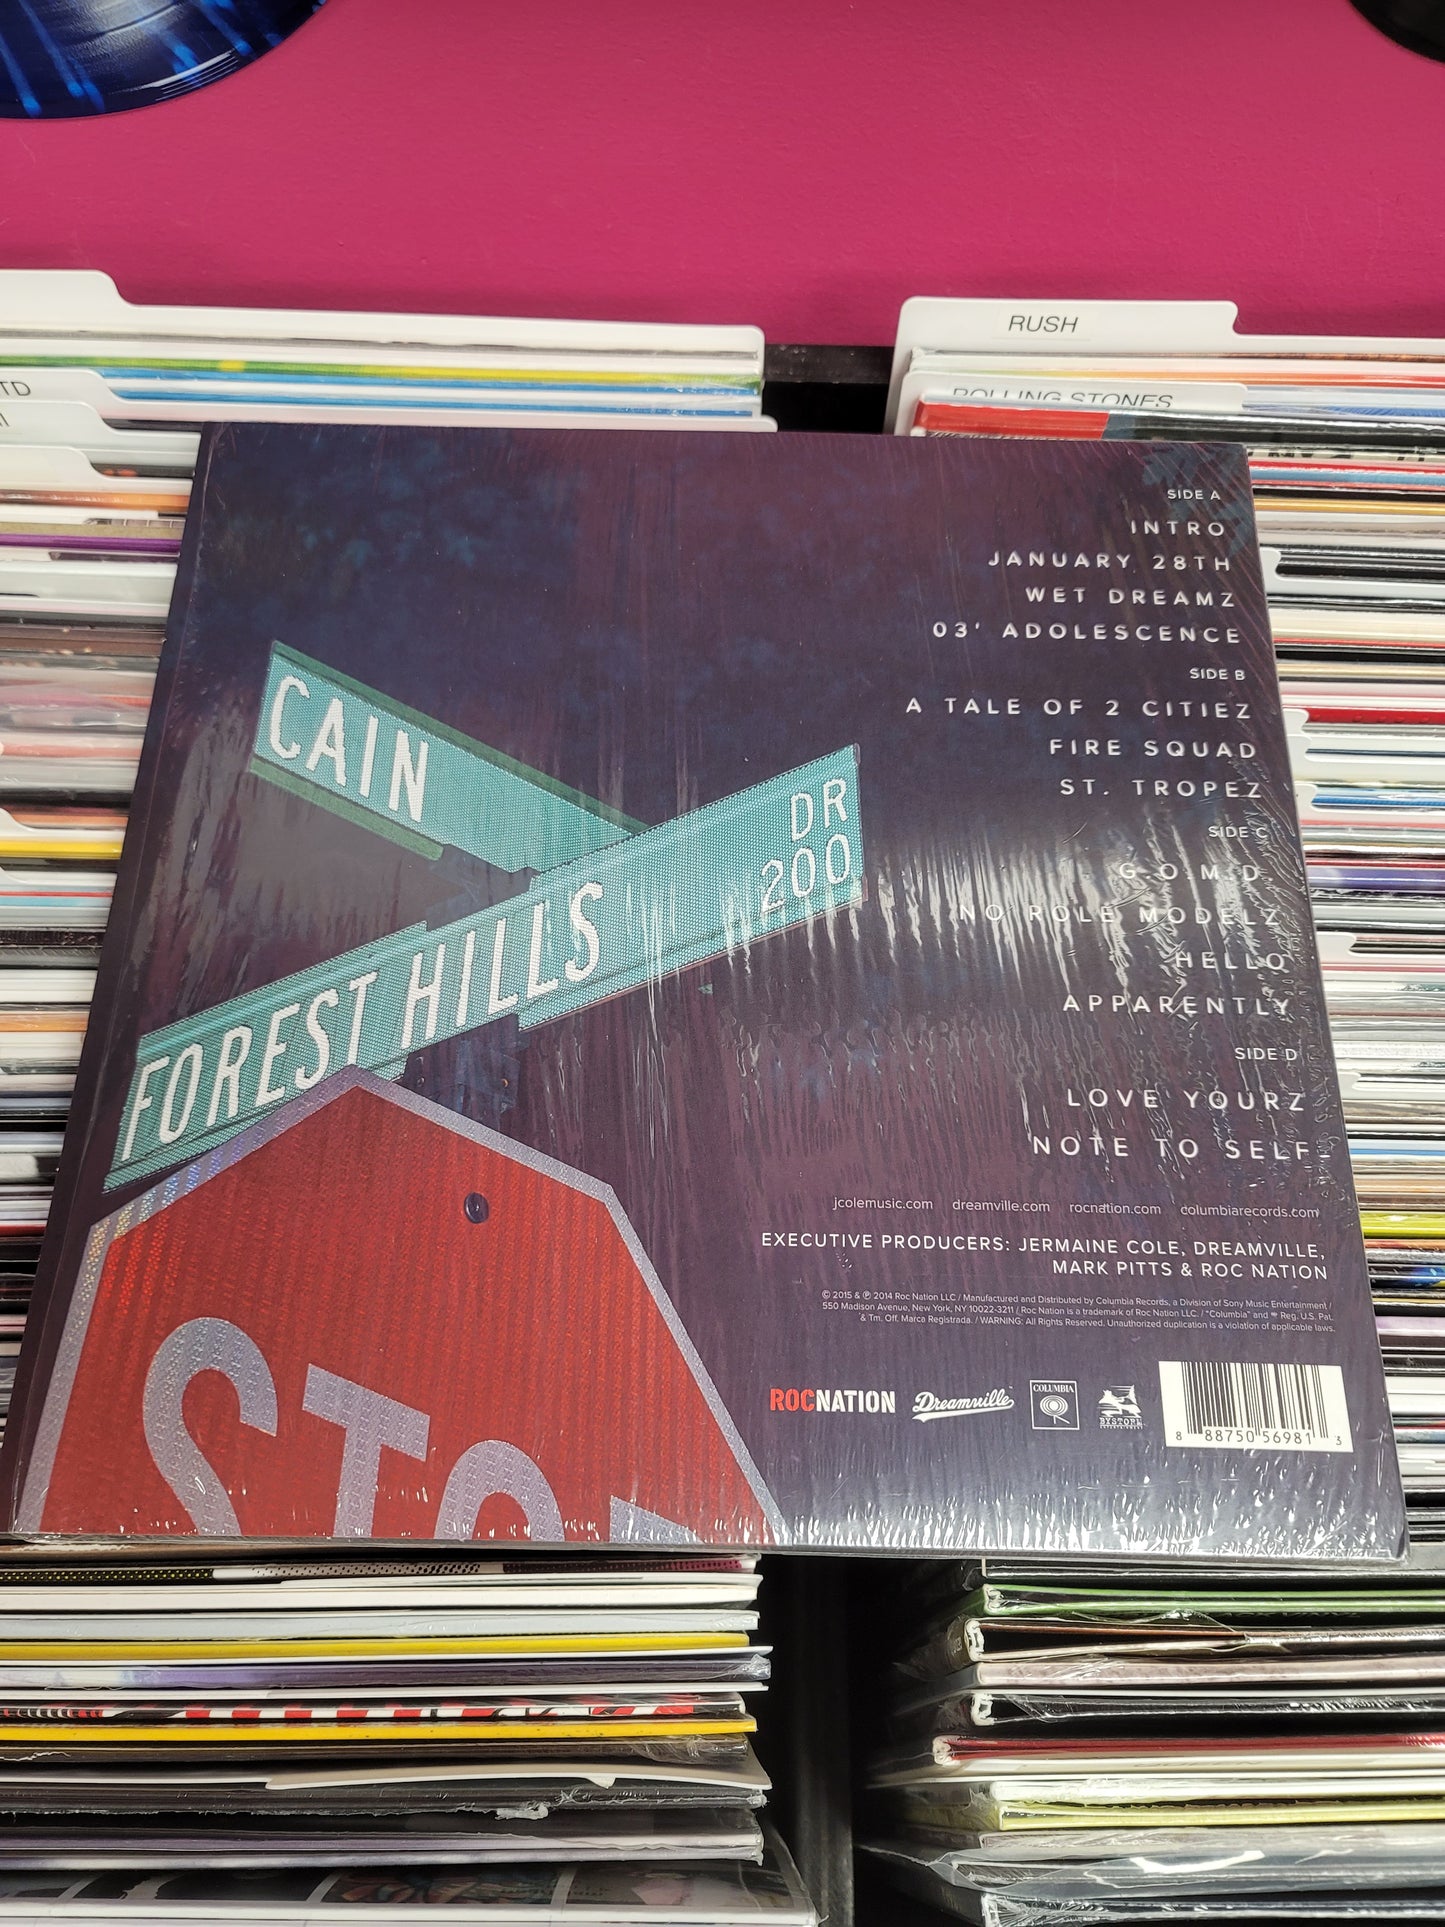 RUSH
TD
ROLLING STONES
SIDE A
INTRO
JANUARY 28TH
WET DREAMZ
03' ADOLESCENCE
SIDE B
A TALE OF 2 CITIEZ
FIRE SQUAD
ST. TROPEZ
SIDE C
G.O.M.D.
NO ROLE MODELZ
HELLO
APPARENTLY
SIDE D
LOVE YOURZ
NOTE TO SELF
CAIN
DR
200
FOREST HILLS
STOP
jcolemusic.com dreamville.com rocnation.com columbiarecords.com
EXECUTIVE PRODUCERS: JERMAINE COLE, DREAMVILLE,
MARK PITTS & ROC NATION
© 2015 & ℗ 2014 Roc Nation LLC / Manufactured and Distributed by Columbia Records, a Division of Sony Music Entertainment /
550 Madison Avenue, New York, NY 10022-3211 / Roc Nation is a trademark of Roc Nation LLC. / "Columbia" and Reg. U.S. Pat.
& Tm. Off. Marca Registrada. / WARNING: All Rights Reserved. Unauthorized duplication is a violation of applicable laws.
ROCNATION
Dreamville
COLUMBIA
BYSTORM
ENTERTAINMENT
8 88750 56981 3